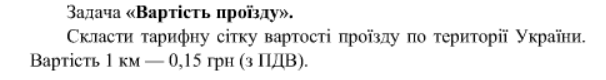 Задача «Вартість проїзду».
Скласти тарифну сітку вартості проїзду по території України.
Вартість 1 км — 0,15 грн (з ПДВ).